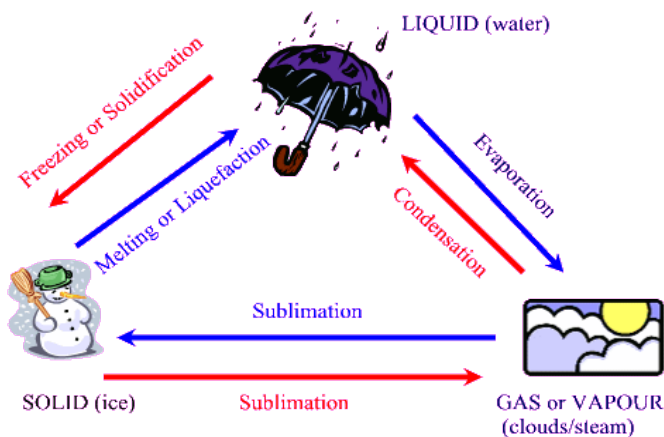 LIQUID (water)
Freezing or Solidification
Melting or Liquefaction
Evaporation
Condensation
Sublimation
SOLID (ice)
Sublimation
GAS or VAPOUR
(clouds/steam)